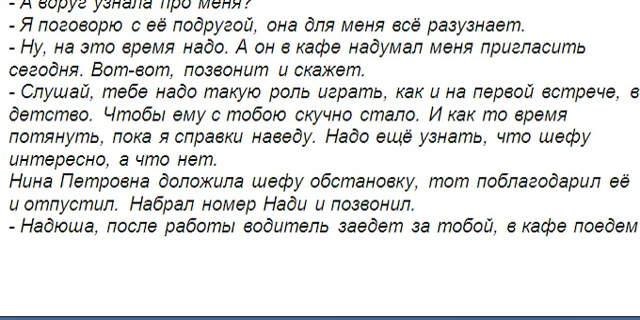 - А вдруг узнала про меня?
- Я поговорю с её подругой, она для меня всё разузнает.
- Ну, на это время надо. А он в кафе надумал меня пригласить
сегодня. Вот-вот, позвонит и скажет.
- Слушай, тебе надо такую роль играть, как и на первой встрече, в
детство. Чтобы ему с тобою скучно стало. И как то время
потянуть, пока я справки наведу. Надо ещё узнать, что шефу
интересно, а что нет.
Нина Петровна доложила шефу обстановку, тот поблагодарил её
и отпустил. Набрал номер Нади и позвонил.
- Надюша, после работы водитель заедет за тобой, в кафе поедем